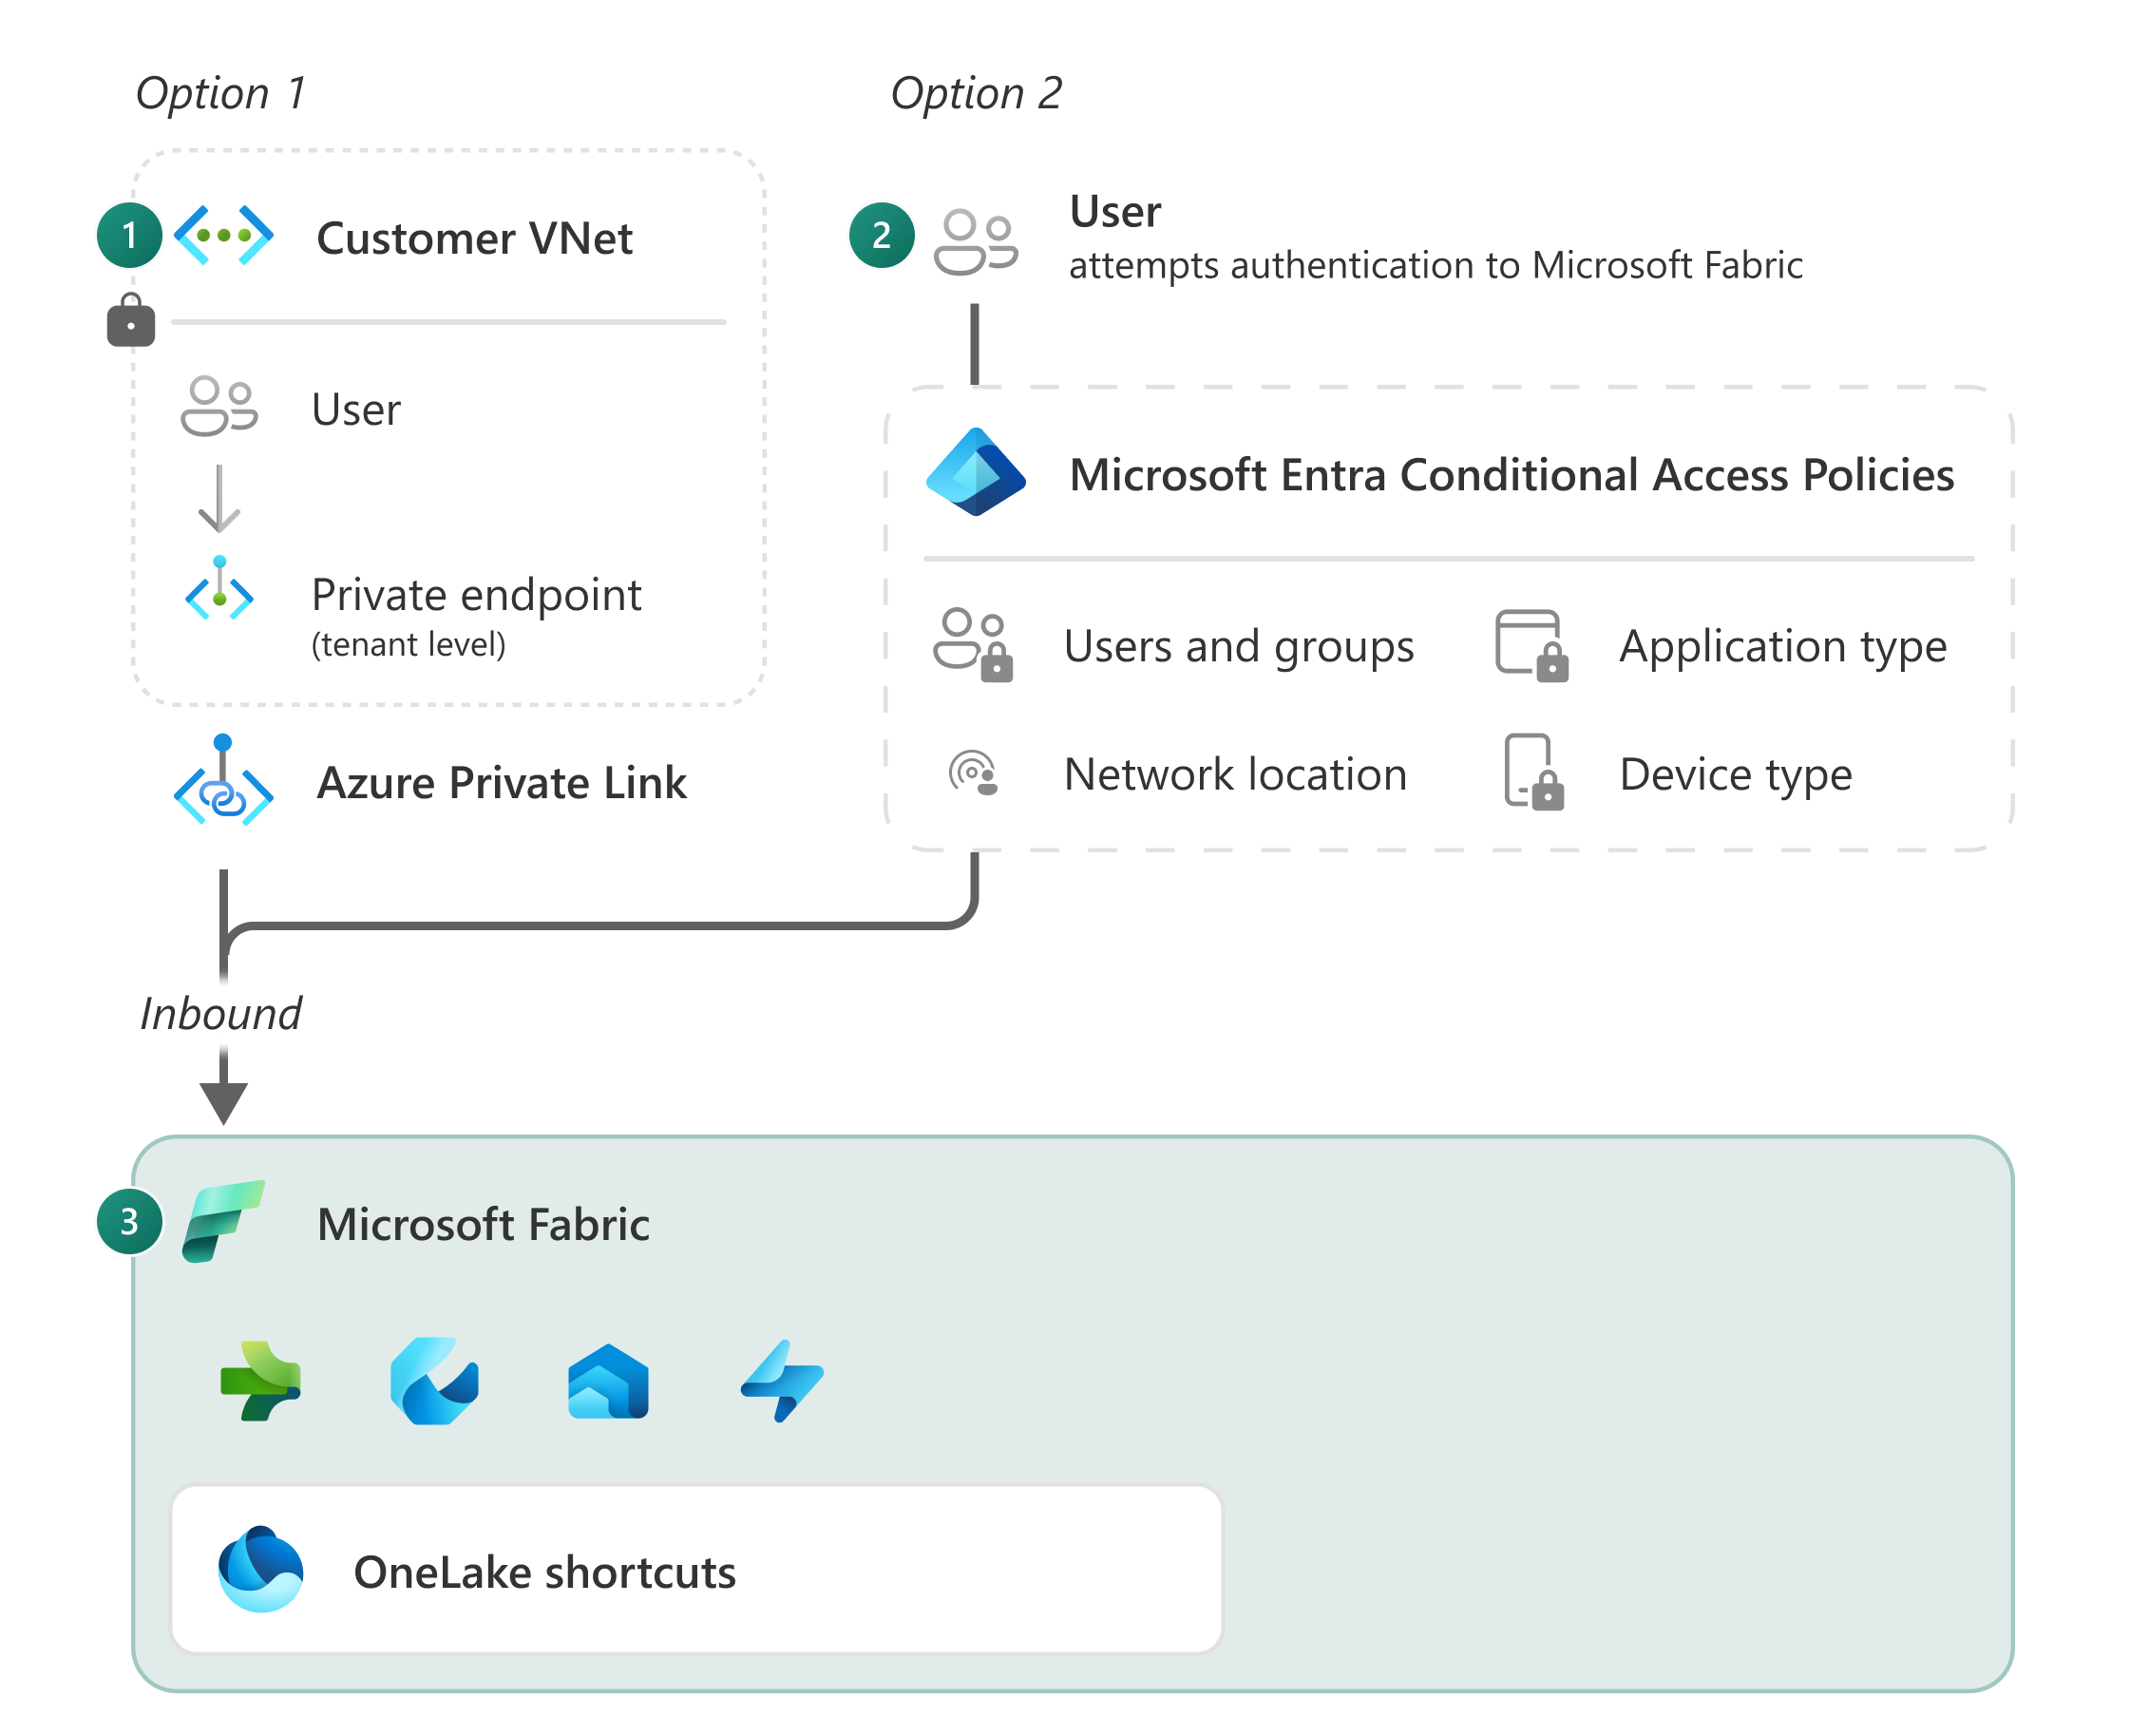 Option 1
1
Customer VNet
User
Private endpoint
(tenant level)
Azure Private Link
Option 2
2
User
attempts authentication to Microsoft Fabric
Microsoft Entra Conditional Access Policies
Users and groups
Application type
Network location
Device type
Inbound
3
Microsoft Fabric
OneLake shortcuts